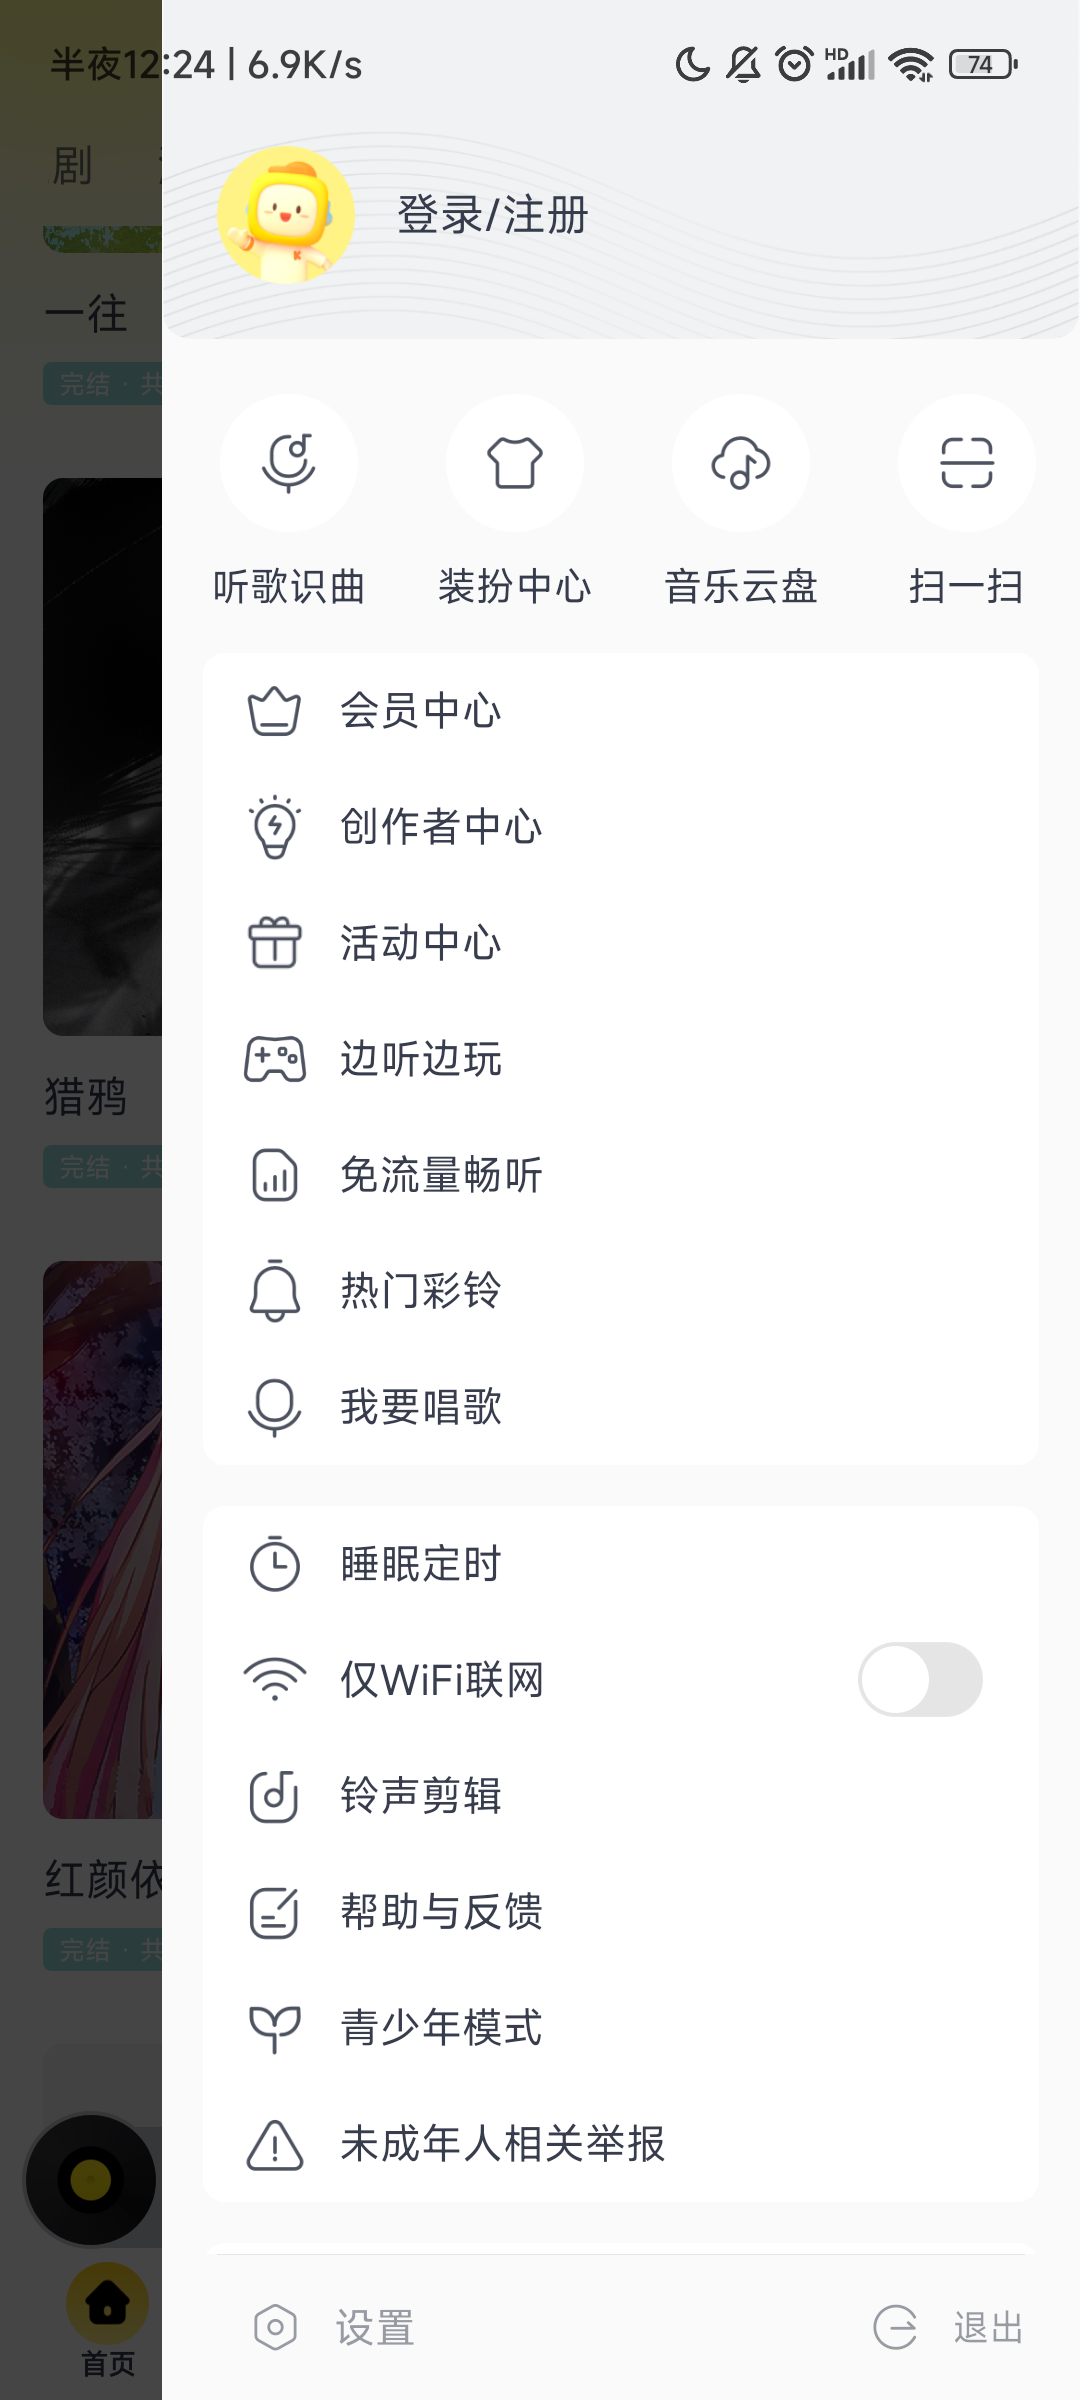 半夜12:24 | 6.9K/s
HD
74
剧
登录/注册
一往
完结 · 共
听歌识曲
装扮中心
音乐云盘
扫一扫
会员中心
创作者中心
活动中心
边听边玩
猎鸦
完结 · 共
免流量畅听
热门彩铃
我要唱歌
睡眠定时
仅WiFi联网
铃声剪辑
红颜依
完结 · 共
帮助与反馈
青少年模式
未成年人相关举报
首页
设置
退出